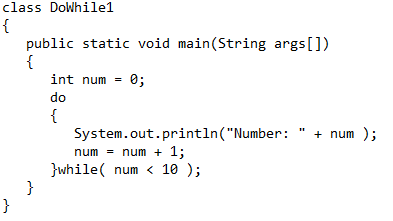 class DoWhile1
{
   public static void main(String args[])
   {
      int num = 0;
      do
      {
         System.out.println("Number: " + num );
         num = num + 1;
      }while( num < 10 );
   }
}